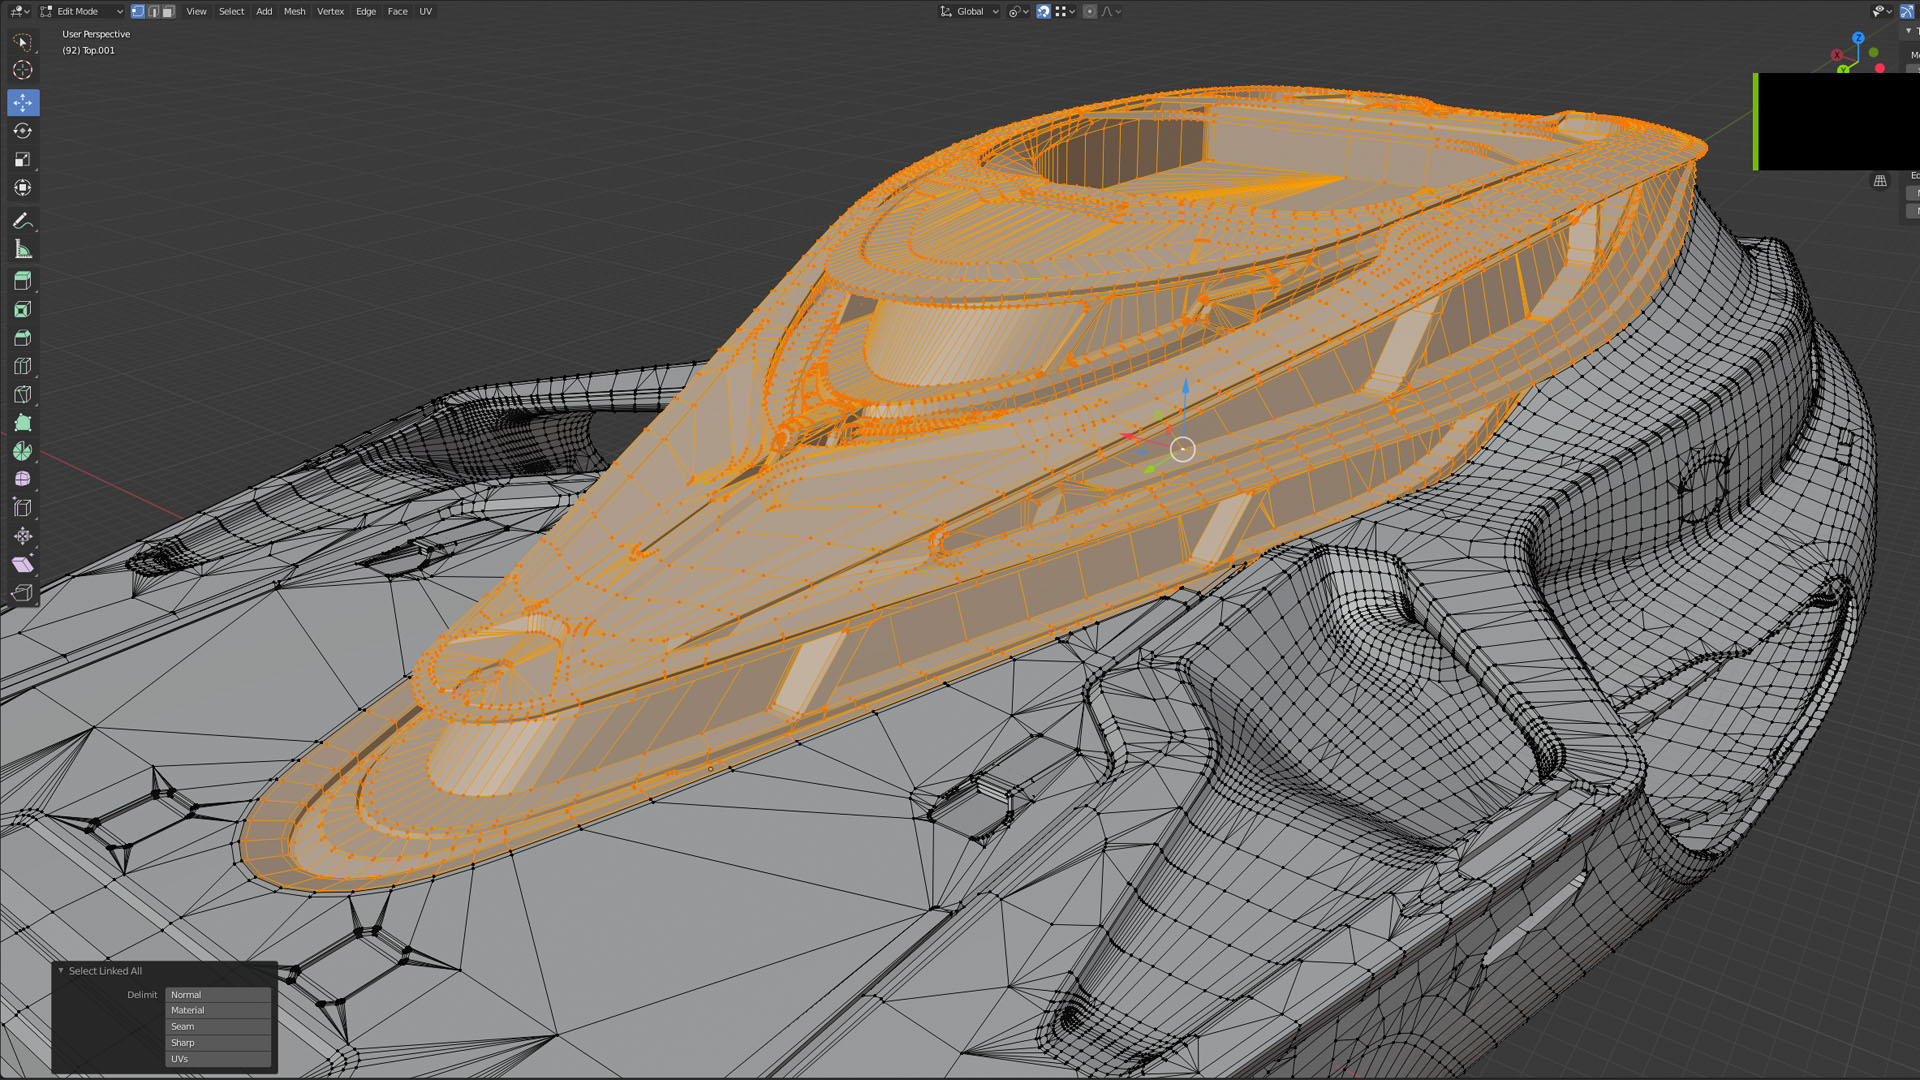 Edit Mode View Select Add Mesh Vertex Edge Face UV Global
User Perspective
(92) Top.001
Z
X
Y
Select Linked All
Delimit Normal
Material
Seam
Sharp
UVs